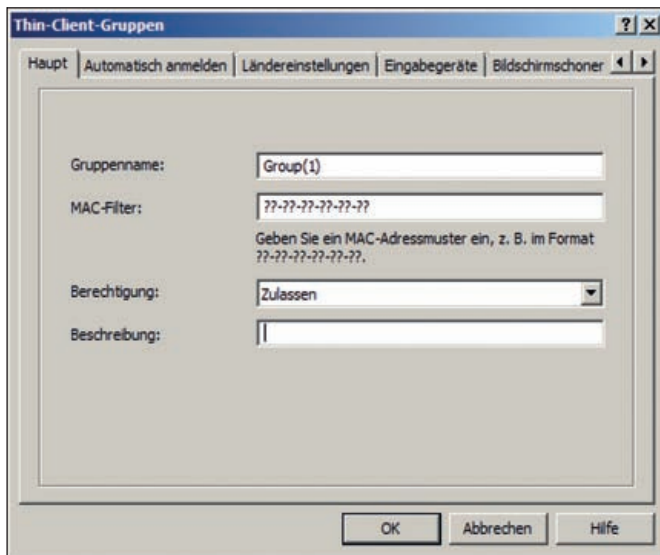 Thin-Client-Gruppen
Haupt Automatisch anmelden Ländereinstellungen Eingabegeräte Bildschirmschoner
Gruppenname: Group(1)
MAC-Filter: ??-??-??-??-??-??
Geben Sie ein MAC-Adressmuster ein, z. B. im Format
??-??-??-??-??-??.
Berechtigung: Zulassen
Beschreibung:
OK Abbrechen Hilfe